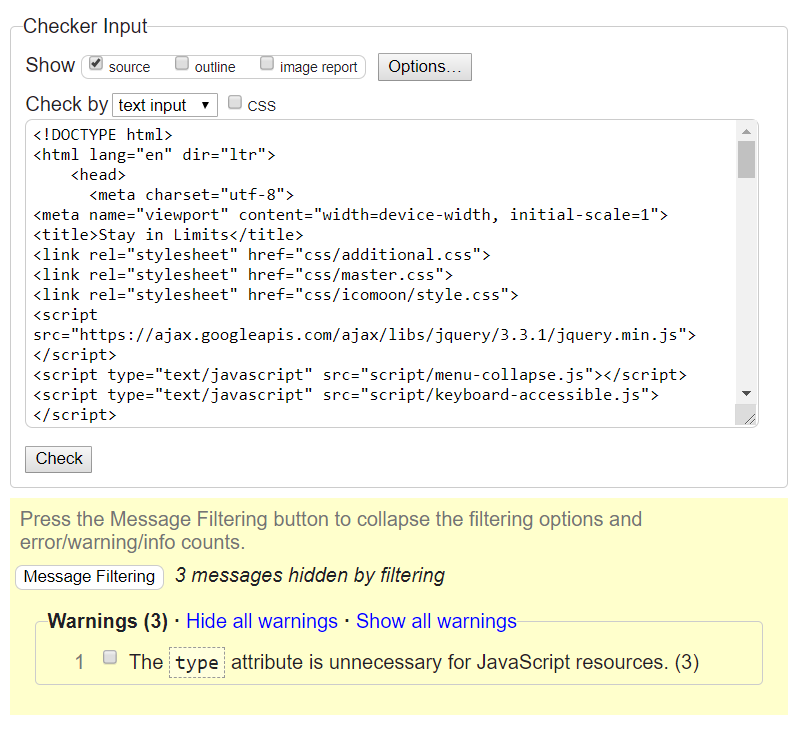 Checker Input
Show source outline image report Options…
Check by text input CSS
<!DOCTYPE html>
<html lang="en" dir="ltr">
    <head>
      <meta charset="utf-8">
<meta name="viewport" content="width=device-width, initial-scale=1">
<title>Stay in Limits</title>
<link rel="stylesheet" href="css/additional.css">
<link rel="stylesheet" href="css/master.css">
<link rel="stylesheet" href="css/icomoon/style.css">
<script
src="https://ajax.googleapis.com/ajax/libs/jquery/3.3.1/jquery.min.js">
</script>
<script type="text/javascript" src="script/menu-collapse.js"></script>
<script type="text/javascript" src="script/keyboard-accessible.js">
</script>
Check
Press the Message Filtering button to collapse the filtering options and
error/warning/info counts.
Message Filtering 3 messages hidden by filtering
Warnings (3) · Hide all warnings · Show all warnings
1 The type attribute is unnecessary for JavaScript resources. (3)